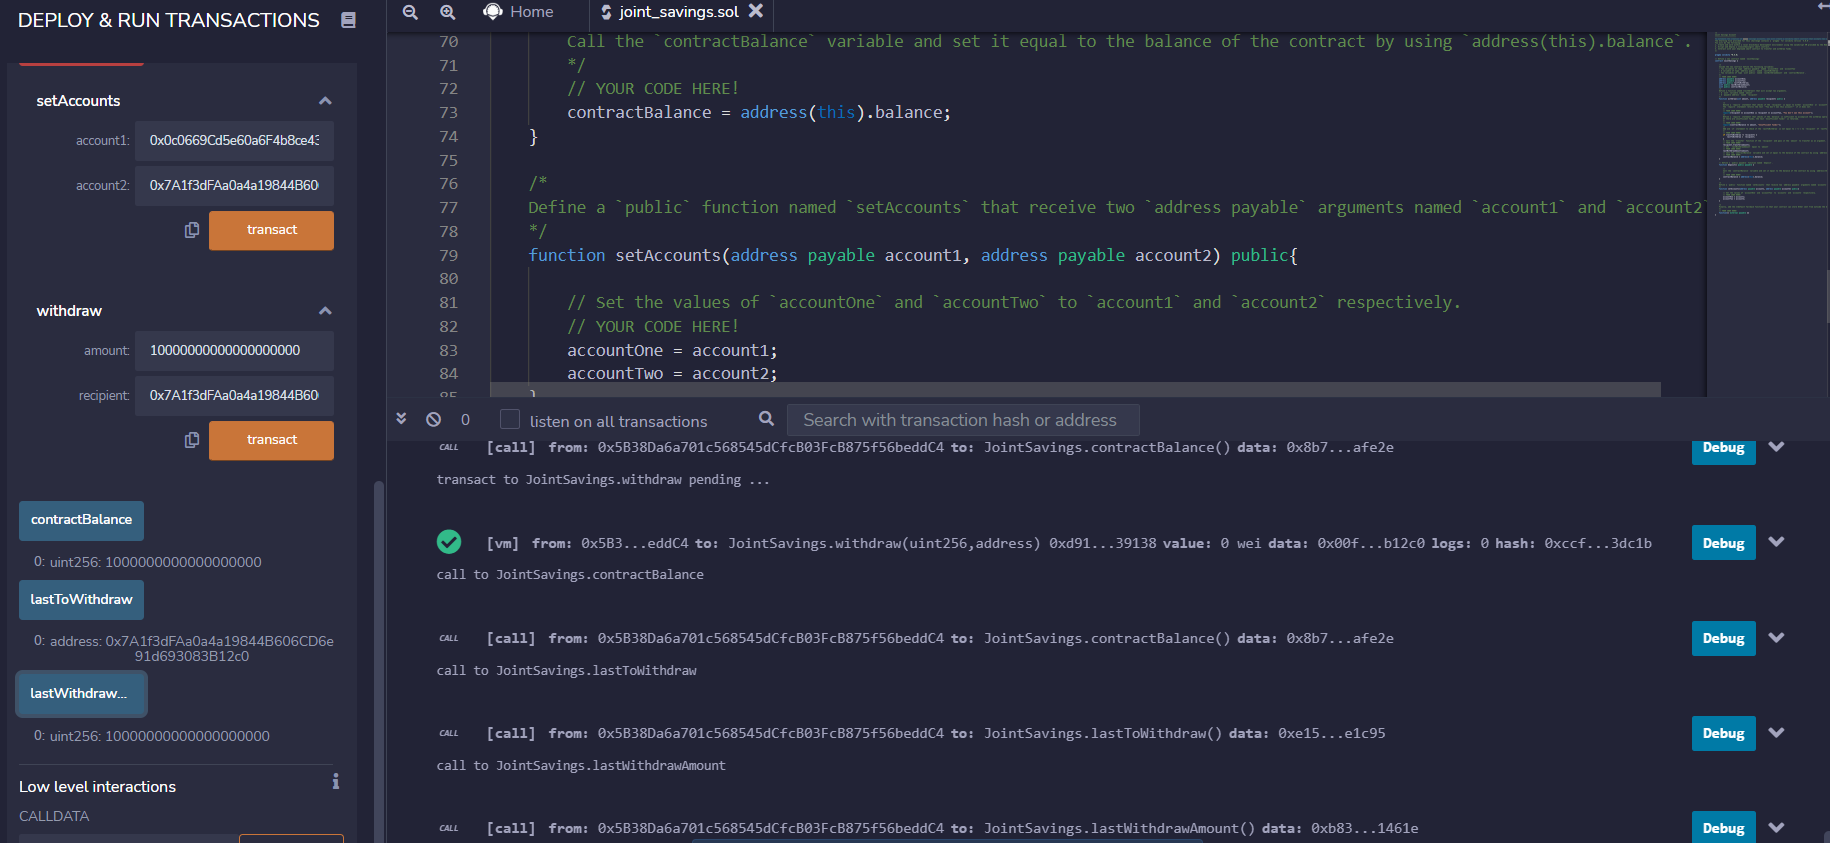 DEPLOY & RUN TRANSACTIONS
setAccounts
account1: 0x0c0669Cd5e60a6F4b8ce43
account2: 0x7A1f3dFAa0a4a19844B60
transact
withdraw
amount: 10000000000000000000
recipient: 0x7A1f3dFAa0a4a19844B60
transact
contractBalance
0: uint256: 1000000000000000000
lastToWithdraw
0: address: 0x7A1f3dFAa0a4a19844B606CD6e
91d693083B12c0
lastWithdraw...
0: uint256: 10000000000000000000
Low level interactions
CALLDATA
Home
joint_savings.sol
70 Call the `contractBalance` variable and set it equal to the balance of the contract by using `address(this).balance`.
71 */
72 // YOUR CODE HERE!
73 contractBalance = address(this).balance;
74 }
75
76 /*
77 Define a `public` function named `setAccounts` that receive two `address payable` arguments named `account1` and `account2`
78 */
79 function setAccounts(address payable account1, address payable account2) public{
80
81 // Set the values of `accountOne` and `accountTwo` to `account1` and `account2` respectively.
82 // YOUR CODE HERE!
83 accountOne = account1;
84 accountTwo = account2;
85 }
0 listen on all transactions Search with transaction hash or address
CALL [call] from: 0x5B38Da6a701c568545dCfcB03FcB875f56beddC4 to: JointSavings.contractBalance() data: 0x8b7...afe2e Debug
transact to JointSavings.withdraw pending ...
[vm] from: 0x5B3...eddC4 to: JointSavings.withdraw(uint256,address) 0xd91...39138 value: 0 wei data: 0x00f...b12c0 logs: 0 hash: 0xccf...3dc1b Debug
call to JointSavings.contractBalance
CALL [call] from: 0x5B38Da6a701c568545dCfcB03FcB875f56beddC4 to: JointSavings.contractBalance() data: 0x8b7...afe2e Debug
call to JointSavings.lastToWithdraw
CALL [call] from: 0x5B38Da6a701c568545dCfcB03FcB875f56beddC4 to: JointSavings.lastToWithdraw() data: 0xe15...e1c95 Debug
call to JointSavings.lastWithdrawAmount
CALL [call] from: 0x5B38Da6a701c568545dCfcB03FcB875f56beddC4 to: JointSavings.lastWithdrawAmount() data: 0xb83...1461e Debug